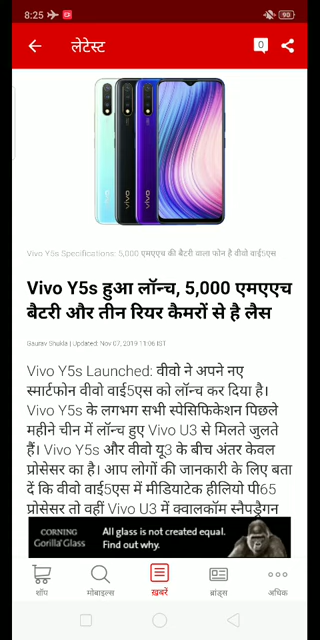 8:25
90
लेटेस्ट
0
vivo
vivo
Vivo Y5s Specifications: 5,000 एमएएच की बैटरी वाला फोन है वीवो वाई5एस
Vivo Y5s हुआ लॉन्च, 5,000 एमएएच
बैटरी और तीन रियर कैमरों से है लैस
Gaurav Shukla | Updated: Nov 07, 2019 11:06 IST
Vivo Y5s Launched: वीवो ने अपने नए
स्मार्टफोन वीवो वाई5एस को लॉन्च कर दिया है।
Vivo Y5s के लगभग सभी स्पेसिफिकेशन पिछले
महीने चीन में लॉन्च हुए Vivo U3 से मिलते जुलते
हैं। Vivo Y5s और वीवो यू3 के बीच अंतर केवल
प्रोसेसर का है। आप लोगों की जानकारी के लिए बता
दें कि वीवो वाई5एस में मीडियाटेक हीलियो पी65
प्रोसेसर तो वहीं Vivo U3 में क्वालकॉम स्नैपड्रैगन
CORNING
Gorilla Glass
All glass is not created equal.
Find out why.
शॉप
मोबाइल्स
ख़बरें
ब्रांड्स
अधिक